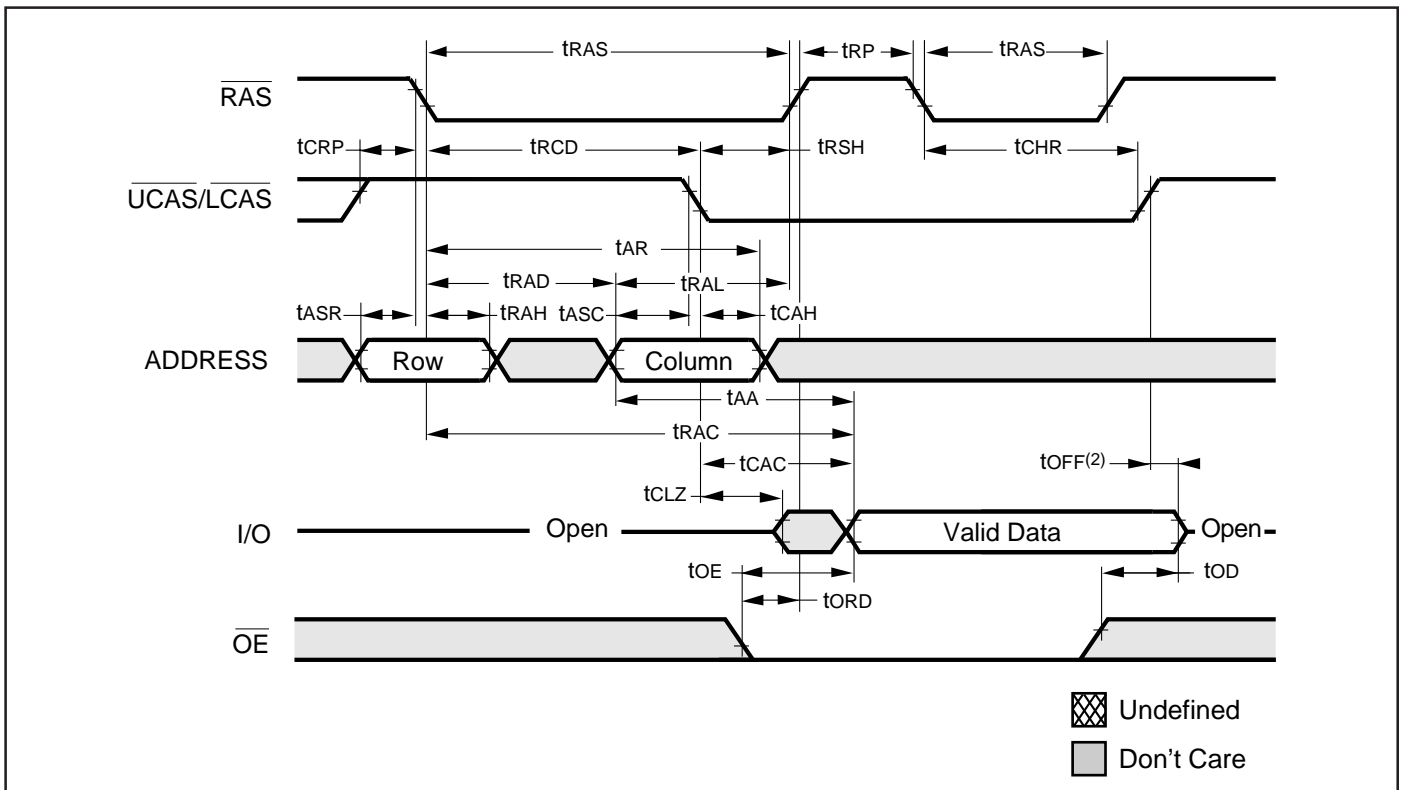 tRAS tRP tRAS
RAS
tCRP tRCD tRSH tCHR
UCAS/LCAS
tAR
tRAD tRAL
tASR tRAH tASC tCAH
ADDRESS Row Column
tAA
tRAC
tCAC tOFF(2)
tCLZ
I/O Open Valid Data Open
tOE tOD
tORD
OE
Undefined
Don't Care